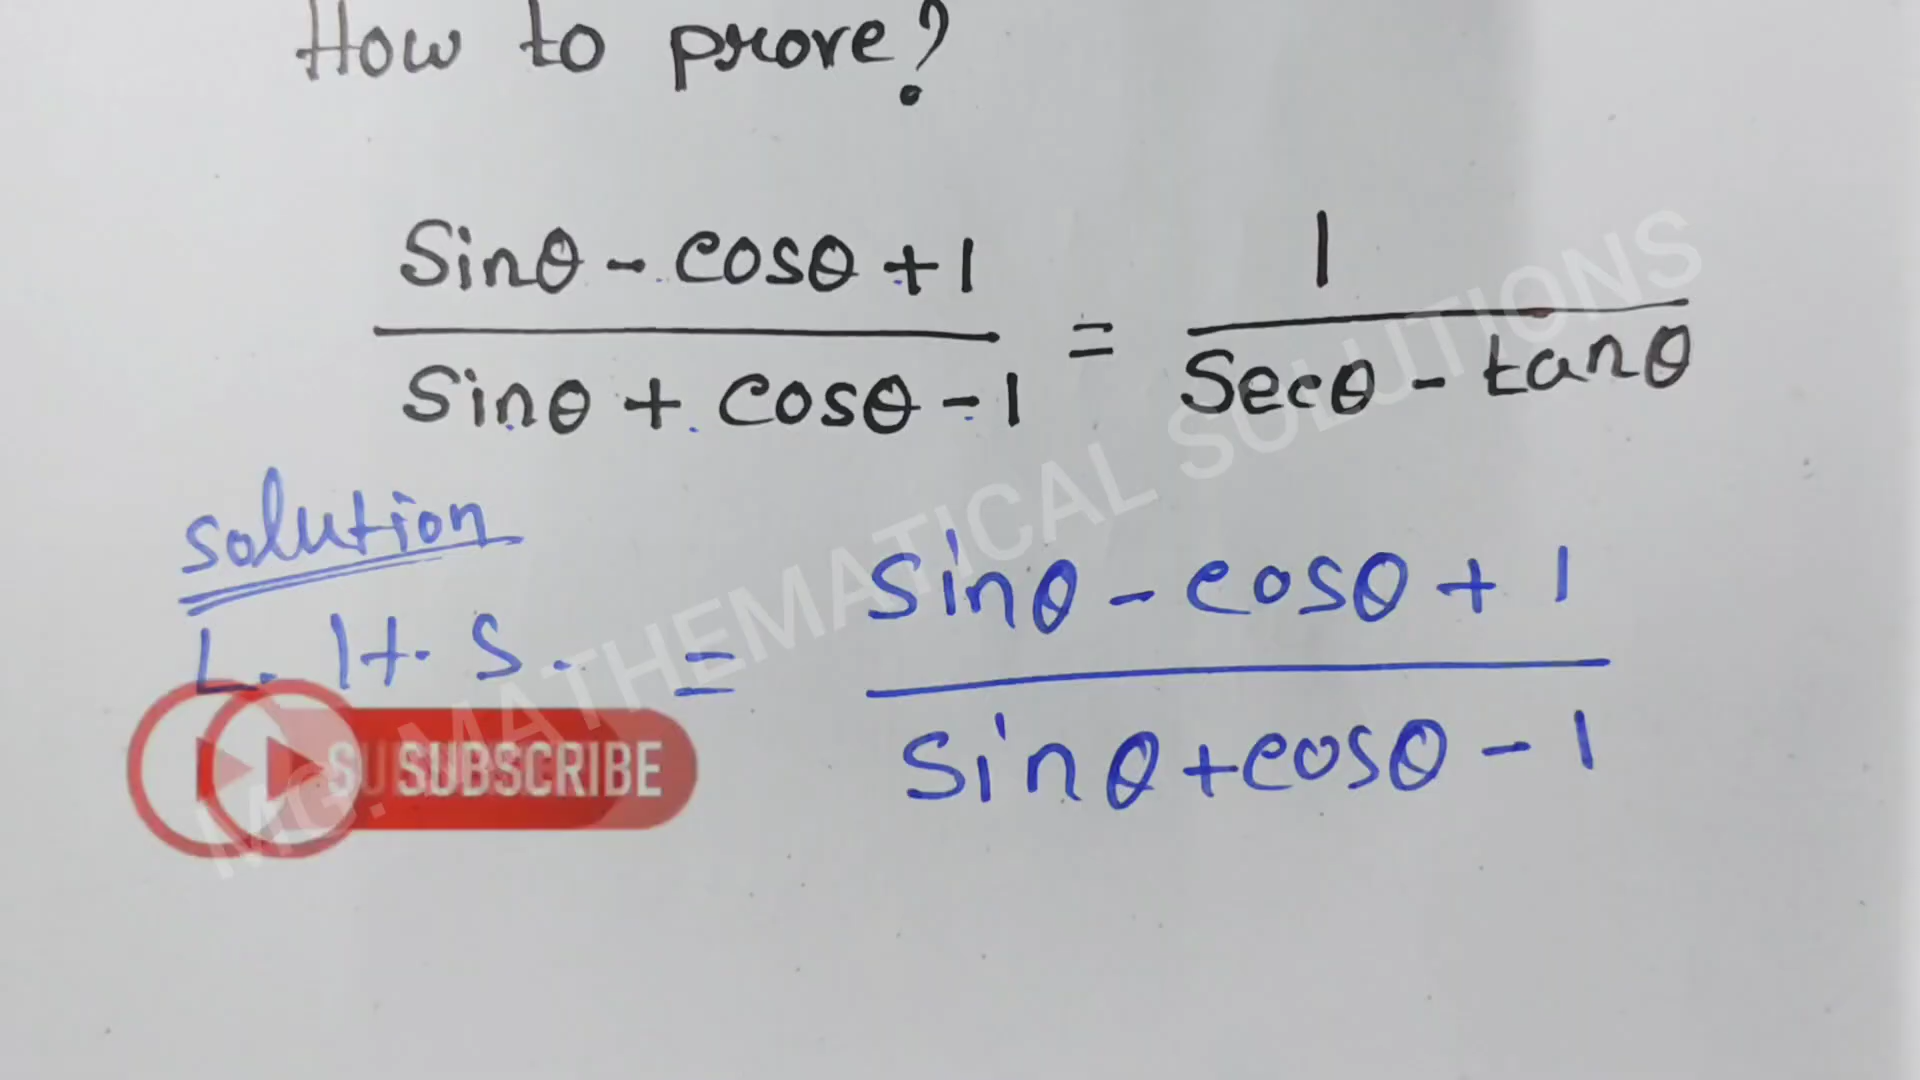 How to prove?
Sinθ - cosθ + 1 / Sinθ + cosθ - 1 = 1 / Secθ - tanθ
solution
L.H.S. = Sinθ - cosθ + 1 / Sinθ + cosθ - 1
SUBSCRIBE
MG. MATHEMATICAL SOLUTIONS